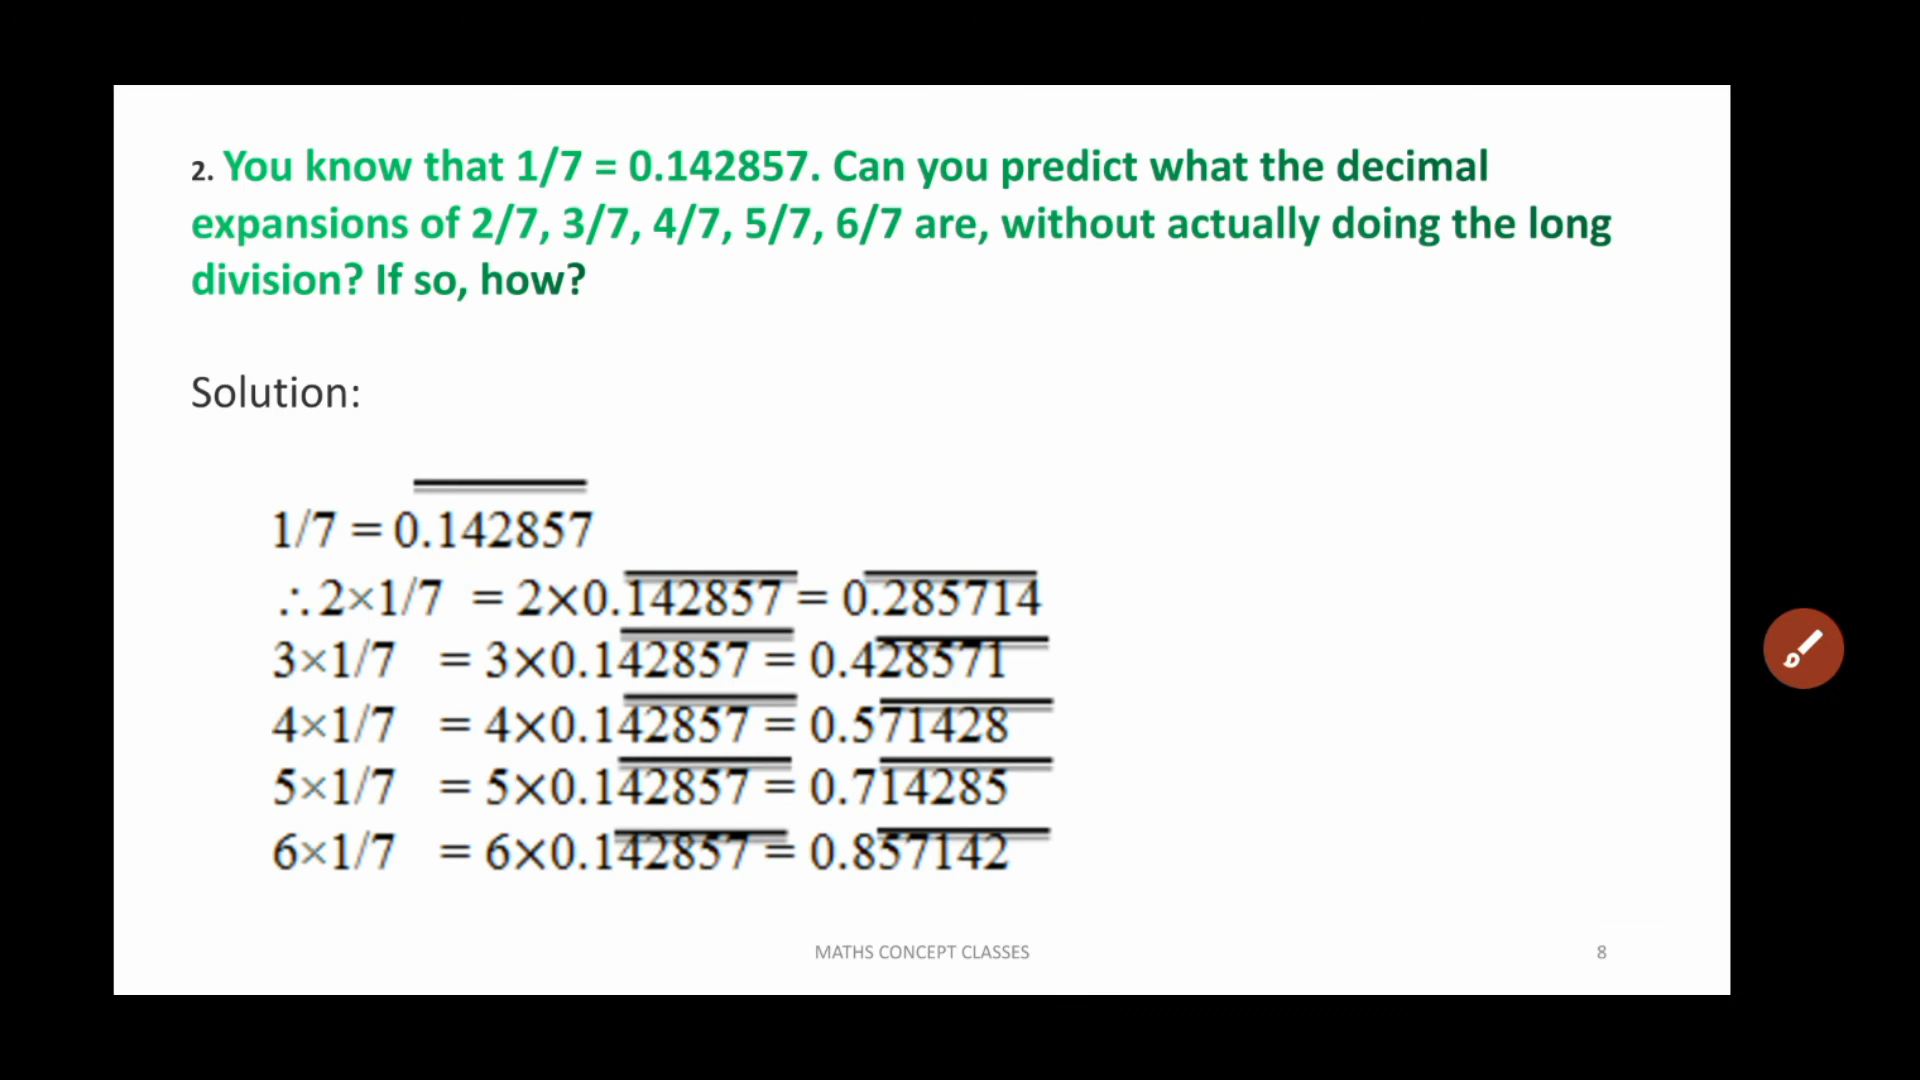 2. You know that 1/7 = 0.142857. Can you predict what the decimal
expansions of 2/7, 3/7, 4/7, 5/7, 6/7 are, without actually doing the long
division? If so, how?
Solution:
1/7 = 0.142857
∴2×1/7 = 2×0.142857 = 0.285714
3×1/7 = 3×0.142857 = 0.428571
4×1/7 = 4×0.142857 = 0.571428
5×1/7 = 5×0.142857 = 0.714285
6×1/7 = 6×0.142857 = 0.857142
MATHS CONCEPT CLASSES
8